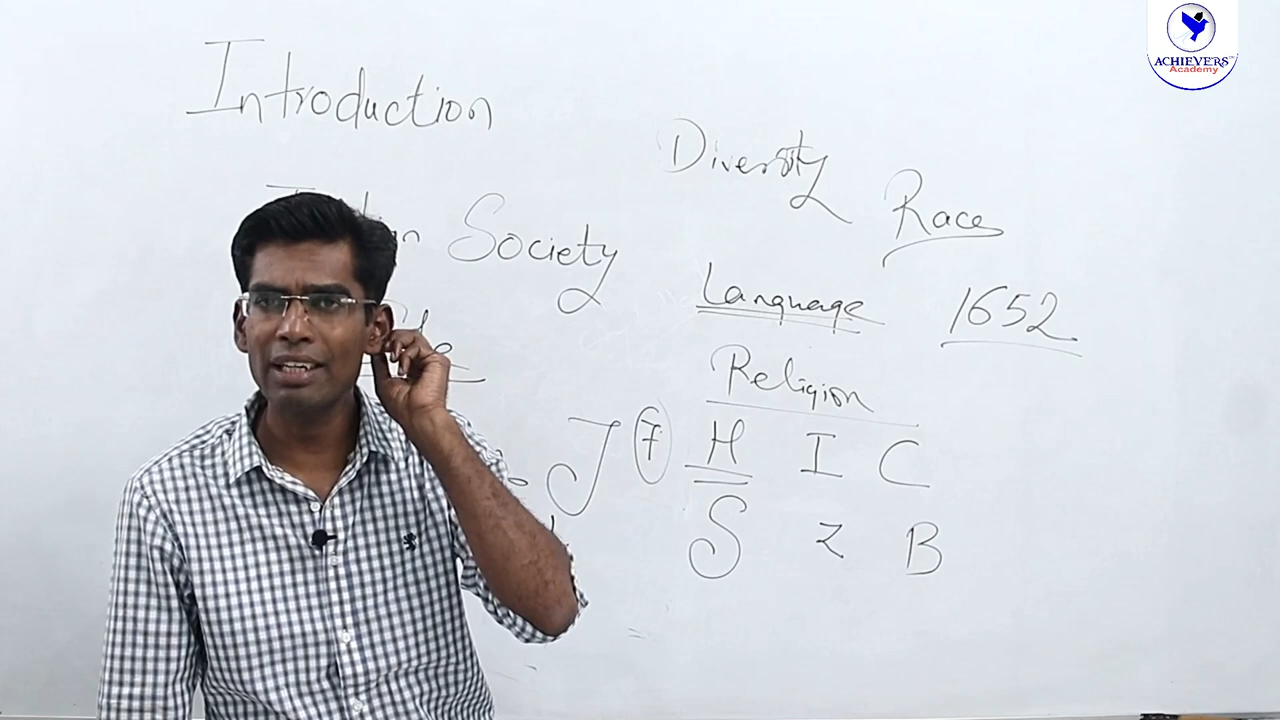 ACHIEVERS
Academy
Introduction
Society
Diversity
Race
Language 1652
Religion
J 7 H I C
S Z B